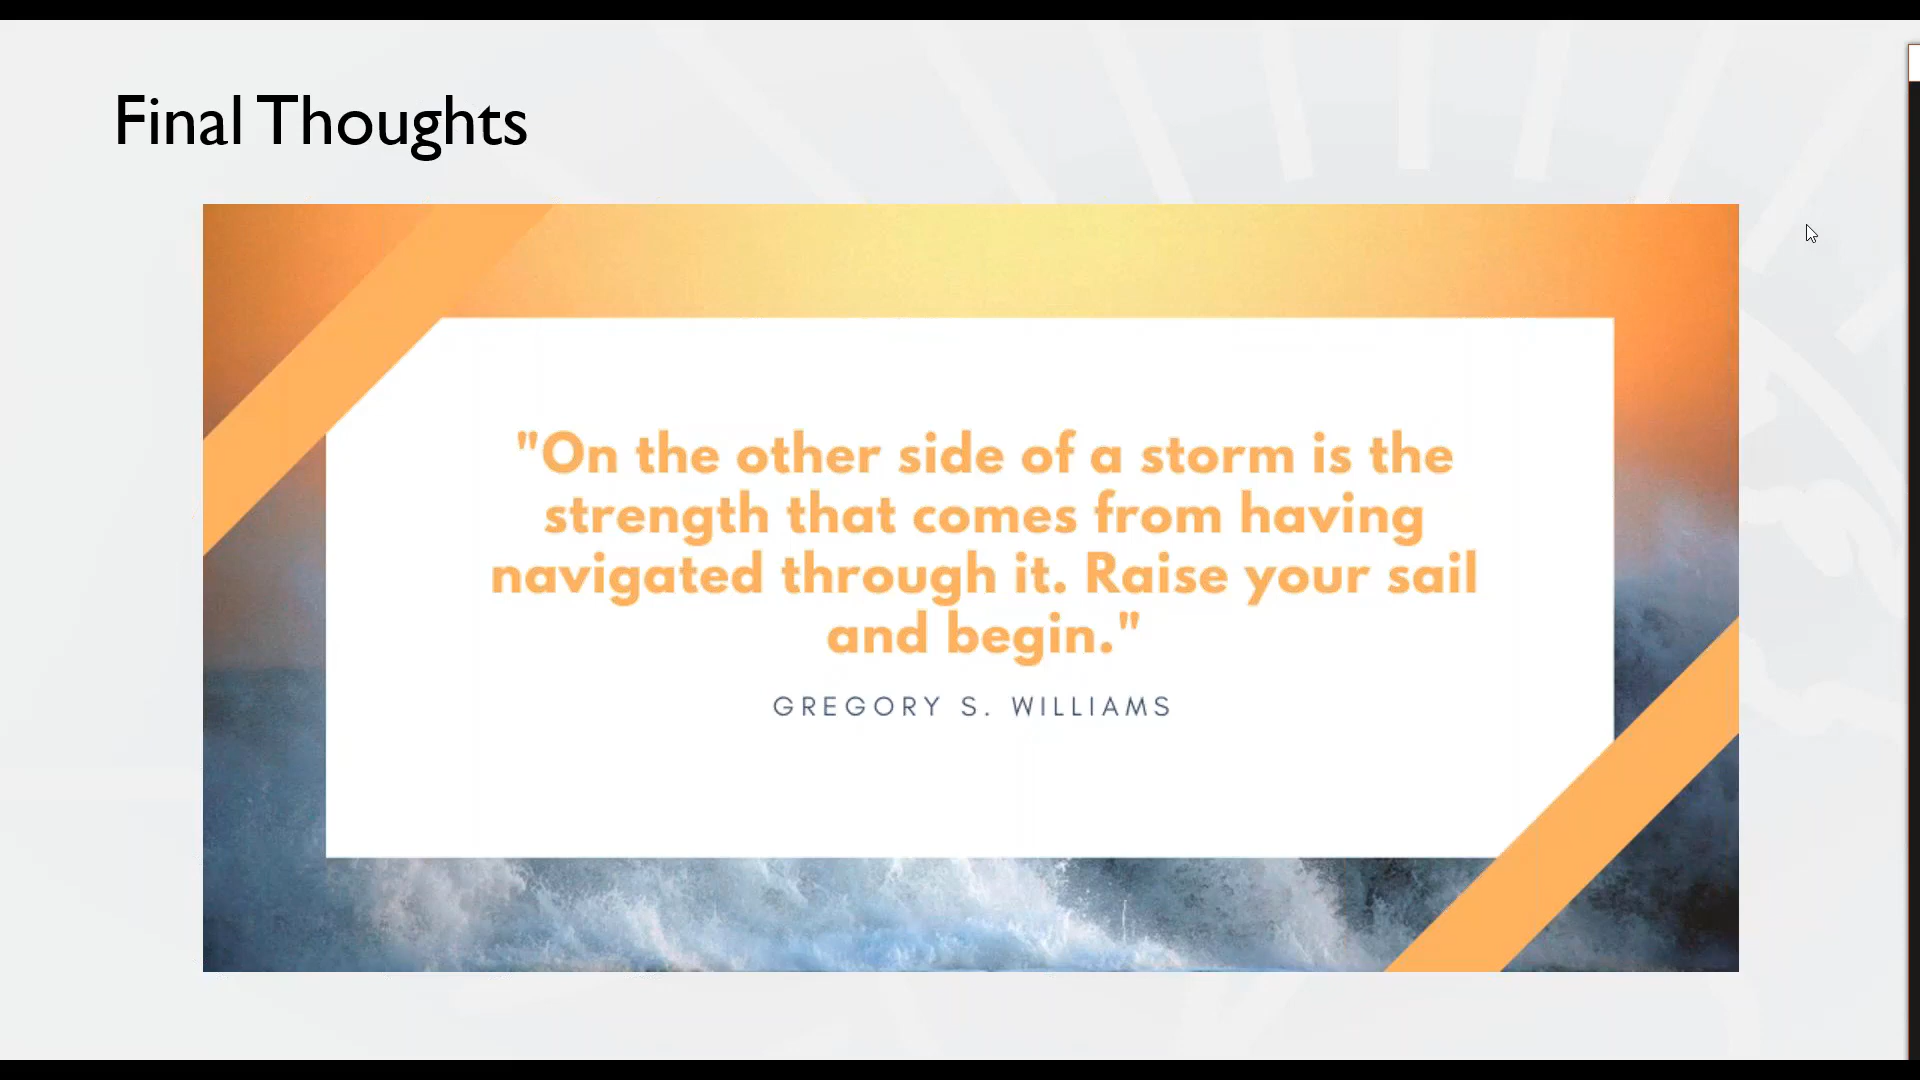 Final Thoughts
"On the other side of a storm is the
strength that comes from having
navigated through it. Raise your sail
and begin."
GREGORY S. WILLIAMS